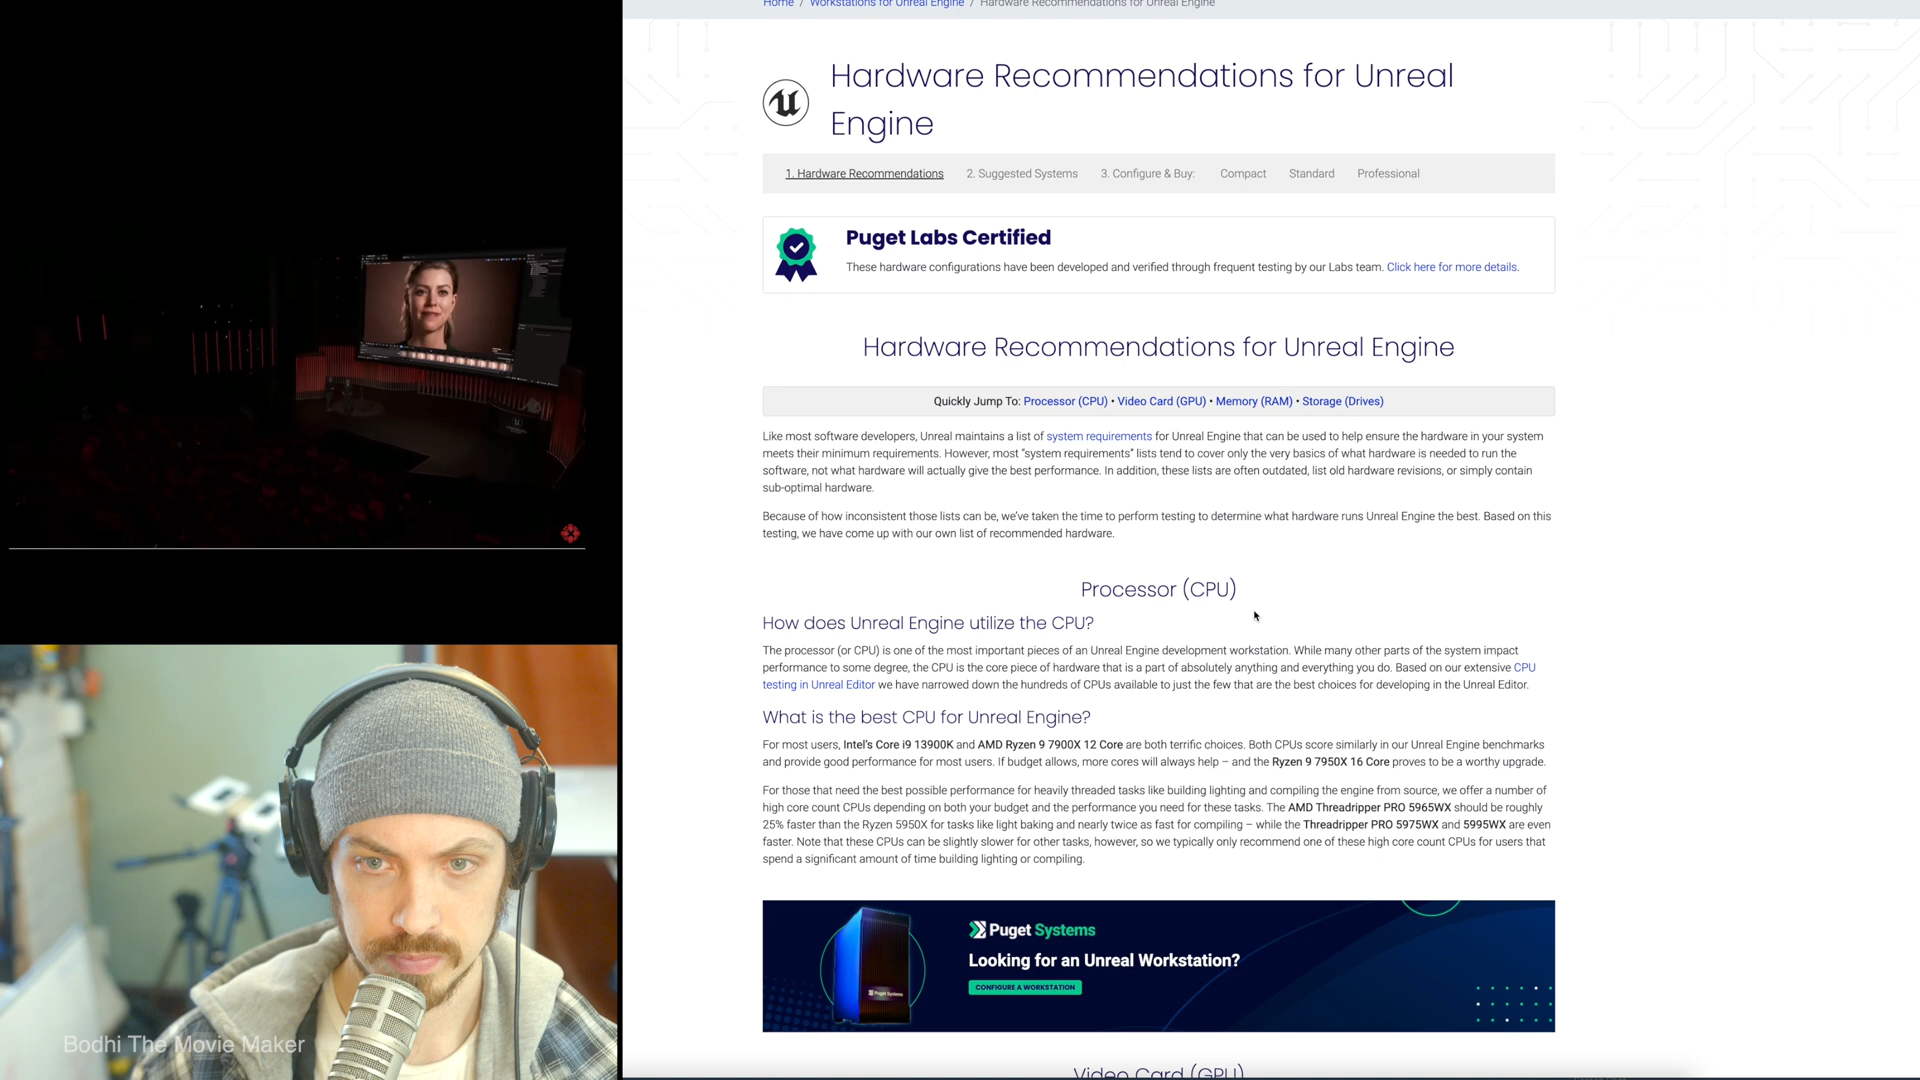 Home / Workstations for Unreal Engine / Hardware Recommendations for Unreal Engine
Hardware Recommendations for Unreal
Engine
1. Hardware Recommendations 2. Suggested Systems 3. Configure & Buy: Compact Standard Professional
Puget Labs Certified
These hardware configurations have been developed and verified through frequent testing by our Labs team. Click here for more details.
Hardware Recommendations for Unreal Engine
Quickly Jump To: Processor (CPU) • Video Card (GPU) • Memory (RAM) • Storage (Drives)
Like most software developers, Unreal maintains a list of system requirements for Unreal Engine that can be used to help ensure the hardware in your system
meets their minimum requirements. However, most “system requirements” lists tend to cover only the very basics of what hardware is needed to run the
software, not what hardware will actually give the best performance. In addition, these lists are often outdated, list old hardware revisions, or simply contain
sub-optimal hardware.
Because of how inconsistent those lists can be, we’ve taken the time to perform testing to determine what hardware runs Unreal Engine the best. Based on this
testing, we have come up with our own list of recommended hardware.
Processor (CPU)
How does Unreal Engine utilize the CPU?
The processor (or CPU) is one of the most important pieces of an Unreal Engine development workstation. While many other parts of the system impact
performance to some degree, the CPU is the core piece of hardware that is a part of absolutely anything and everything you do. Based on our extensive CPU
testing in Unreal Editor we have narrowed down the hundreds of CPUs available to just the few that are the best choices for developing in the Unreal Editor.
What is the best CPU for Unreal Engine?
For most users, Intel’s Core i9 13900K and AMD Ryzen 9 7900X 12 Core are both terrific choices. Both CPUs score similarly in our Unreal Engine benchmarks
and provide good performance for most users. If budget allows, more cores will always help – and the Ryzen 9 7950X 16 Core proves to be a worthy upgrade.
For those that need the best possible performance for heavily threaded tasks like building lighting and compiling the engine from source, we offer a number of
high core count CPUs depending on both your budget and the performance you need for these tasks. The AMD Threadripper PRO 5965WX should be roughly
25% faster than the Ryzen 5950X for tasks like light baking and nearly twice as fast for compiling – while the Threadripper PRO 5975WX and 5995WX are even
faster. Note that these CPUs can be slightly slower for other tasks, however, so we typically only recommend one of these high core count CPUs for users that
spend a significant amount of time building lighting or compiling.
Puget Systems
Looking for an Unreal Workstation?
CONFIGURE A WORKSTATION
Puget Systems
Video Card (GPU)
Bodhi The Movie Maker